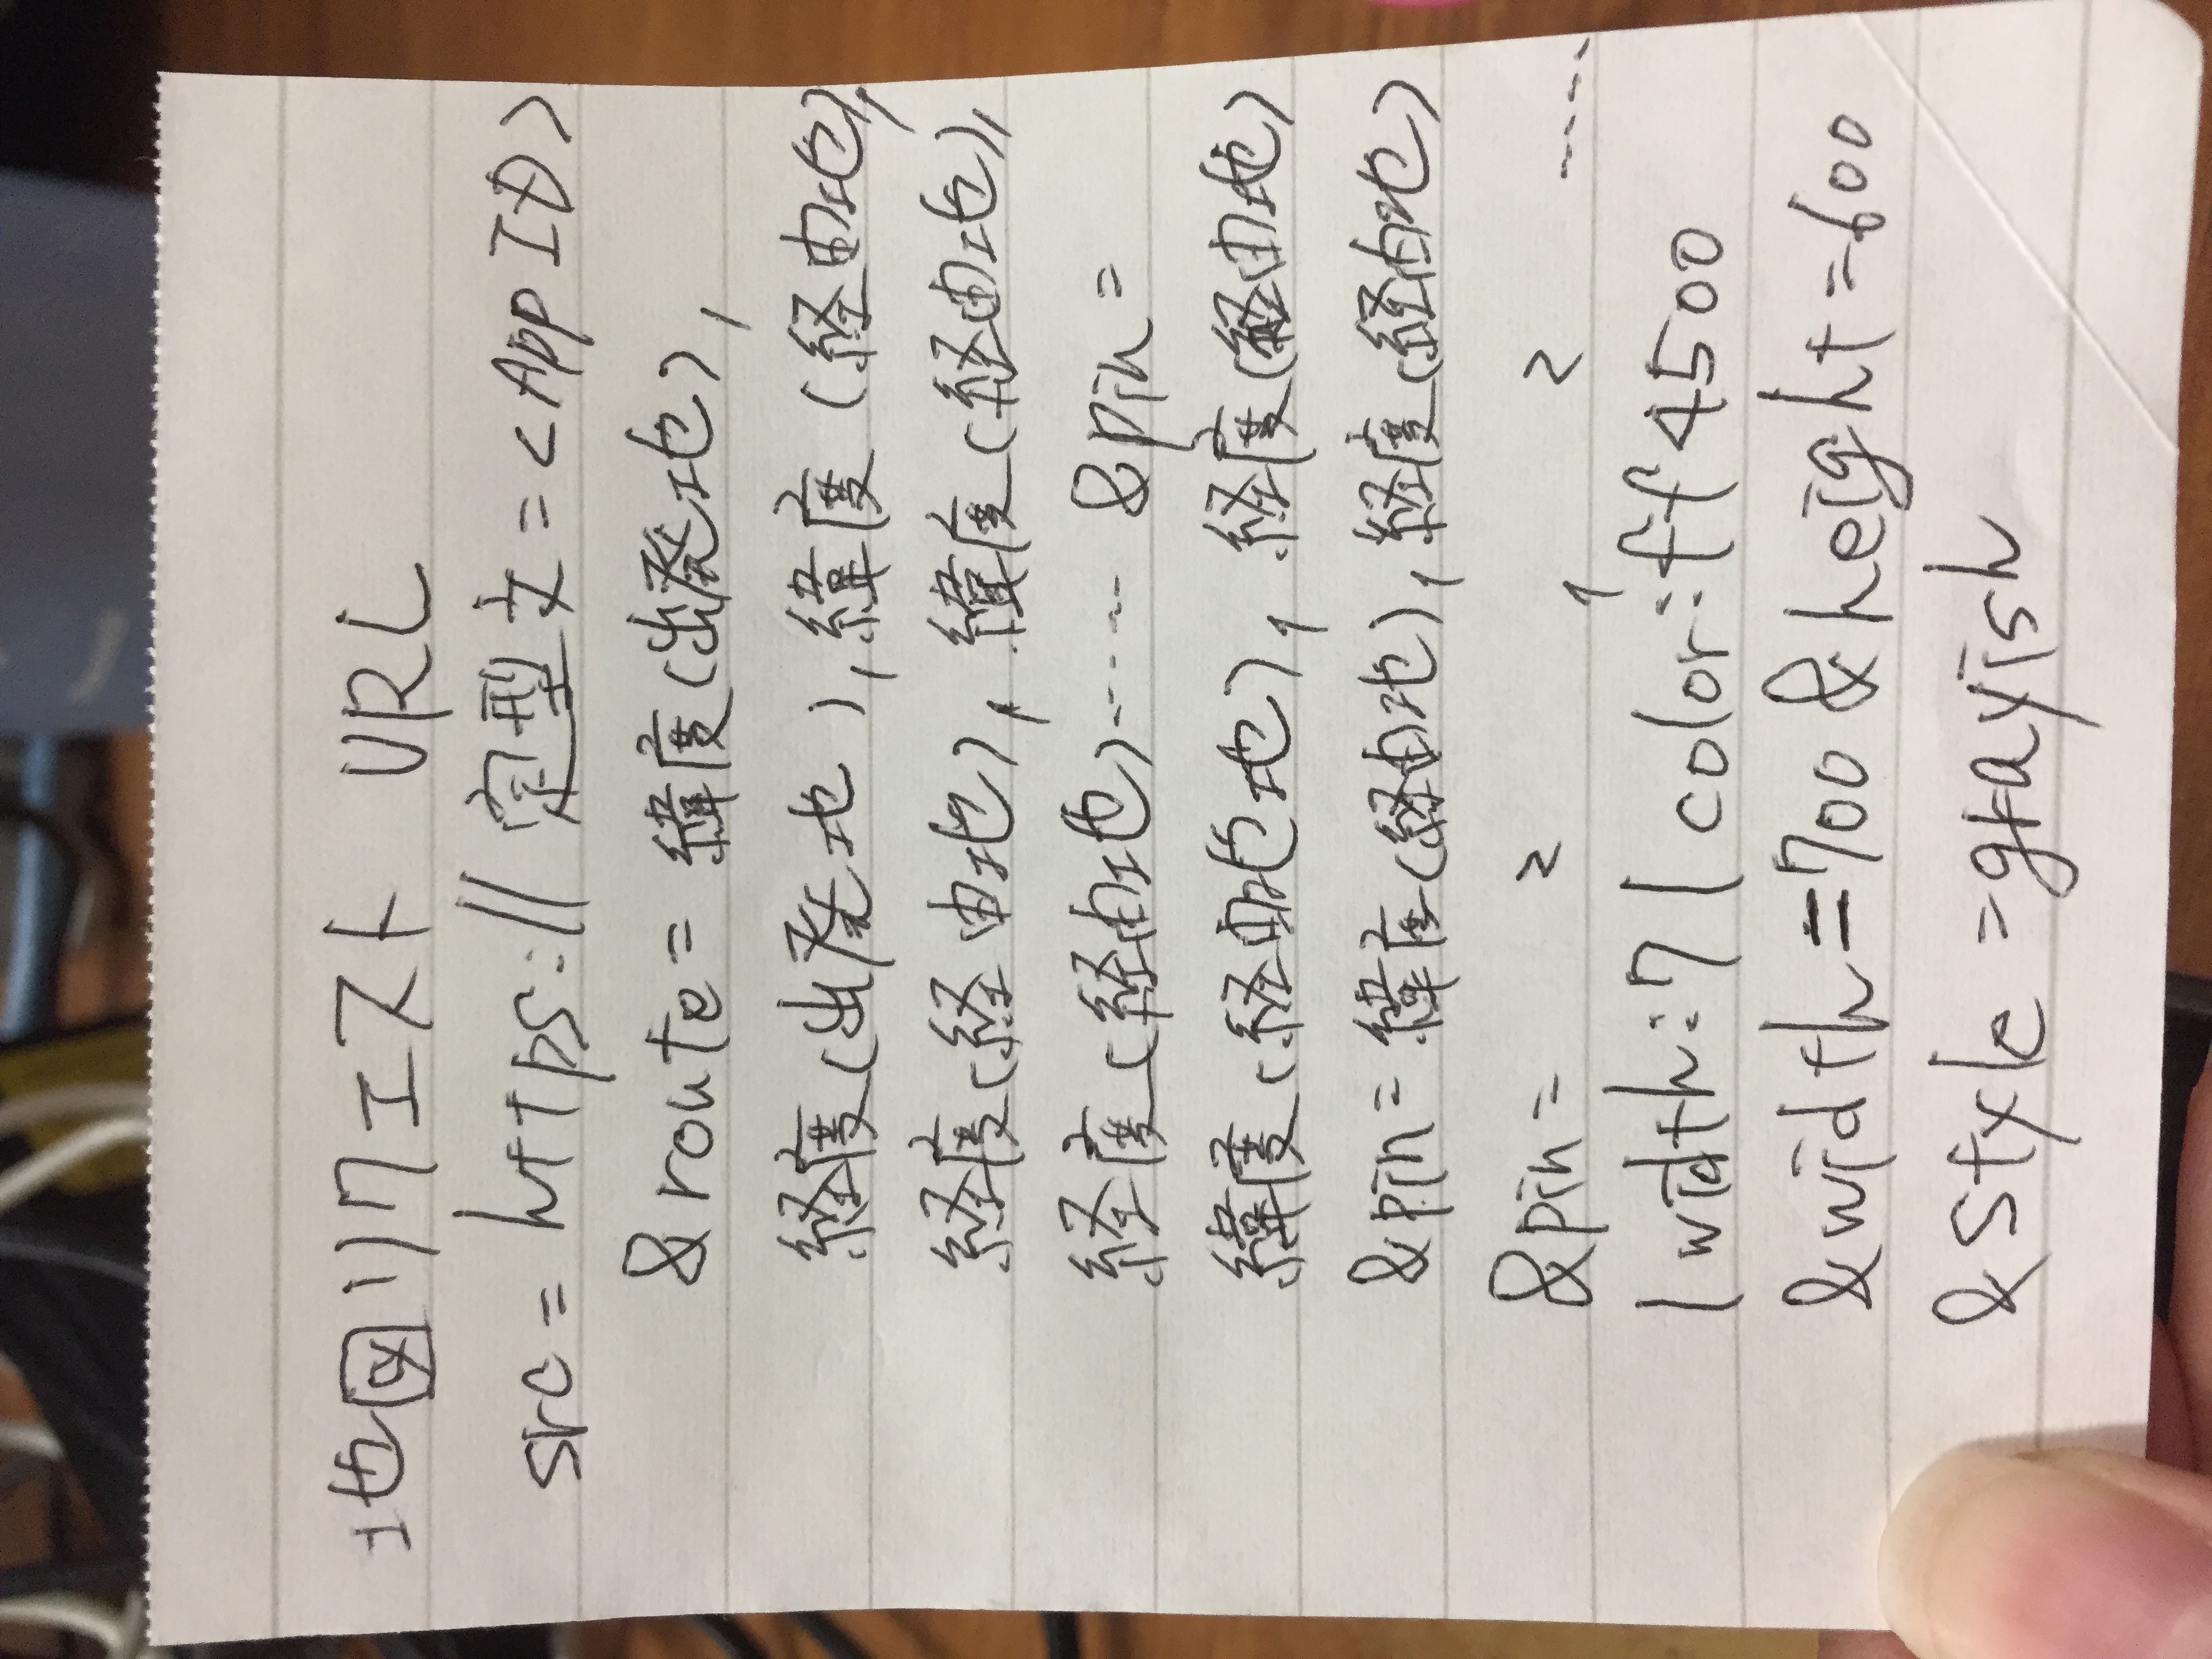 地図リクエスト URL
src = https:// 定型文 = <App ID>
&route = 緯度(出発地),
経度(出発地), 緯度(経由地),
経度(経由地), 緯度(経由地),
経度(経由地)...... &pin =
緯度(経由地地), 経度(経由地)
&pin = 緯度(経由地), 経度(経由地)
&pin = 〃 , 〃 ......
|width:7|color:ff4500
&width=700&height=600
&style=grayish